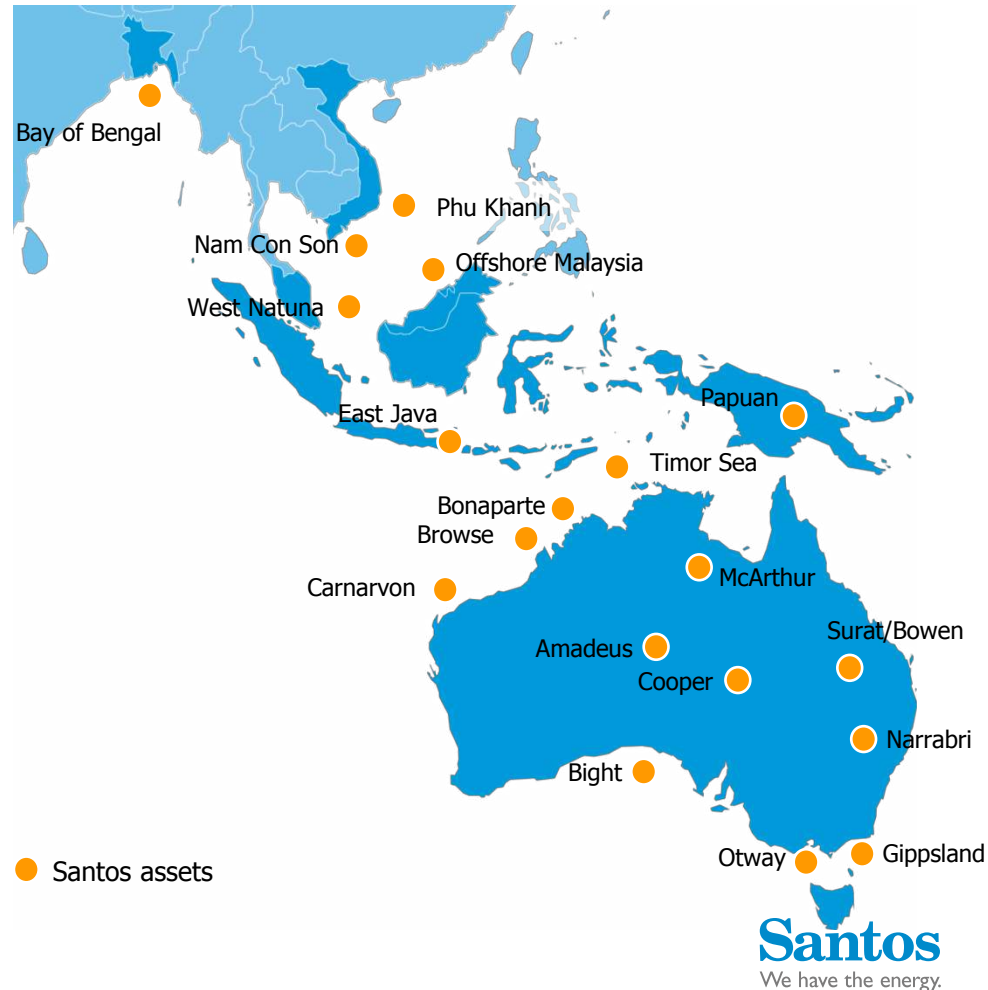 Bay of Bengal
Phu Khanh
Nam Con Son
Offshore Malaysia
West Natuna
Papuan
East Java
Timor Sea
Bonaparte
Browse
McArthur
Carnarvon
Surat/Bowen
Amadeus
Cooper
Narrabri
Bight
Otway
Gippsland
Santos assets
Santos
We have the energy.